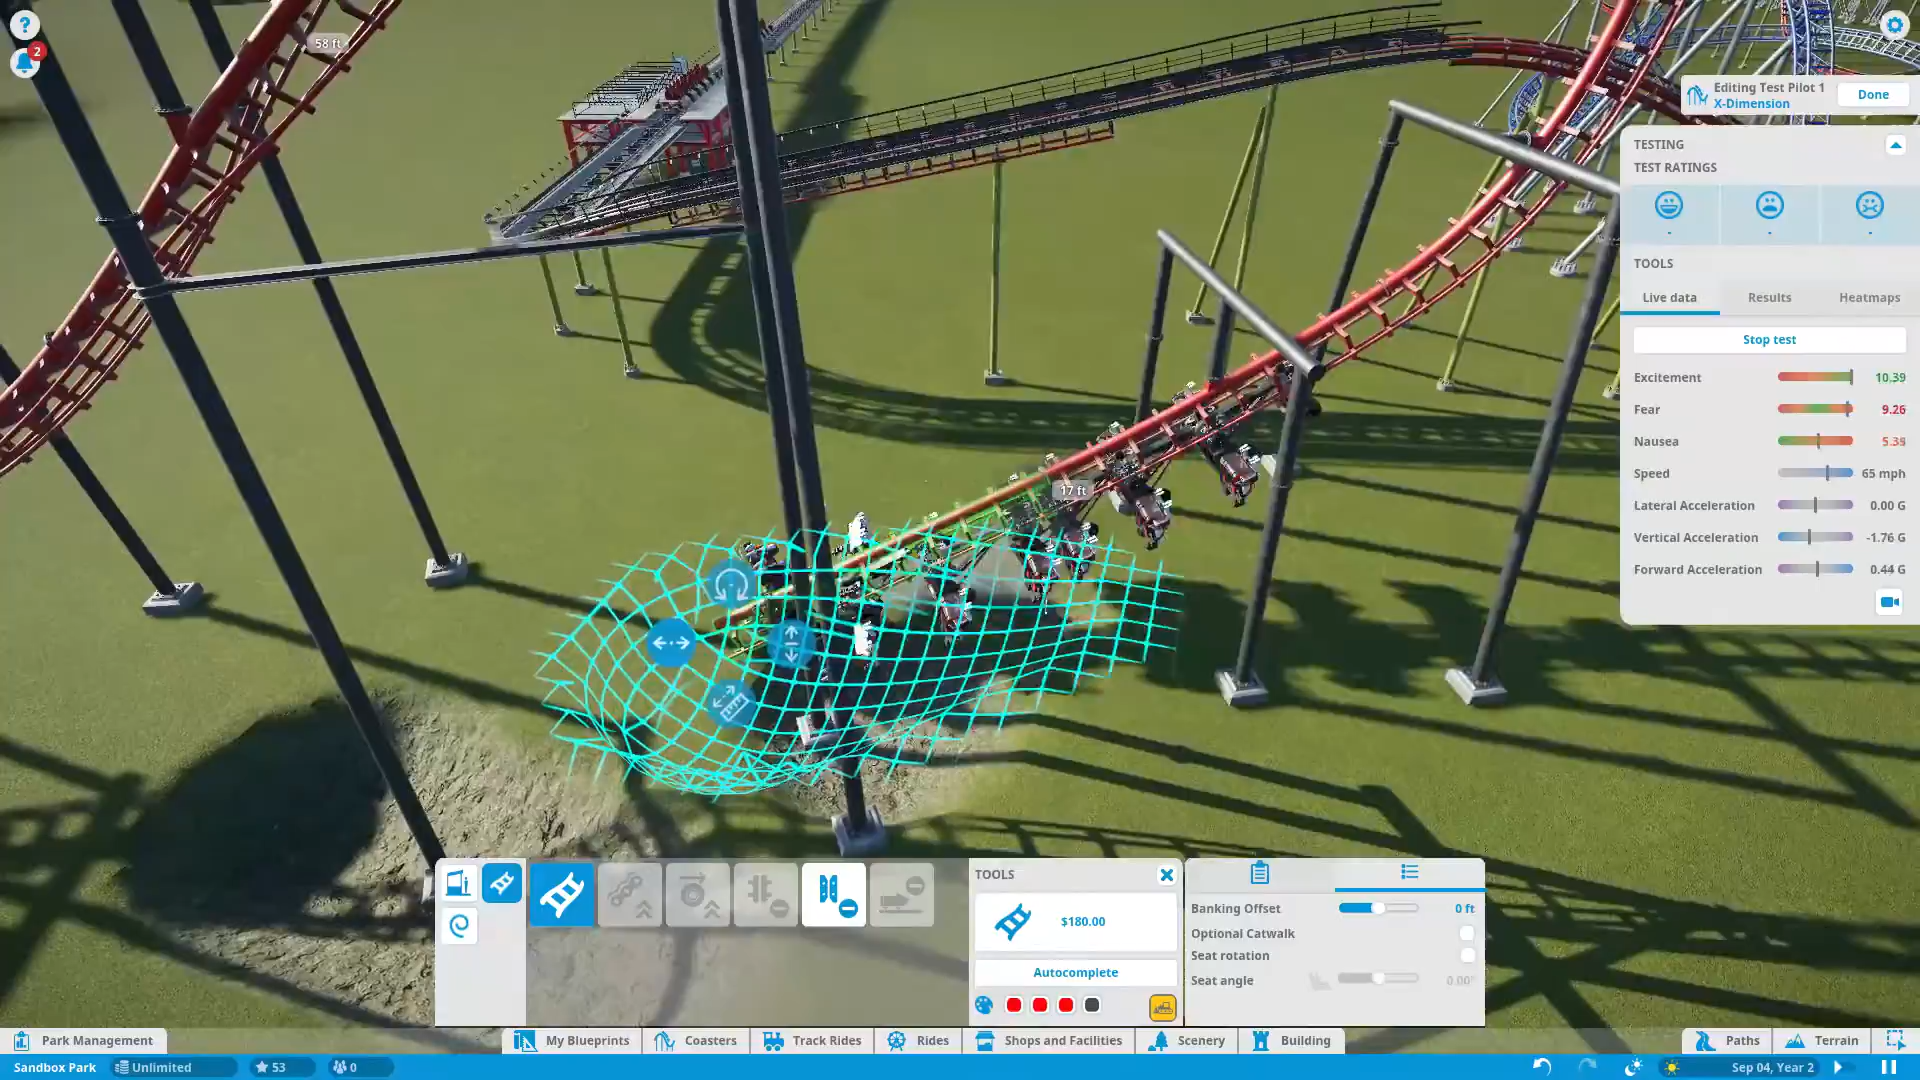 ?
2
58 ft
17 ft
Editing Test Pilot 1
X-Dimension
Done
TESTING
TEST RATINGS
-
-
-
TOOLS
Live data
Results
Heatmaps
Stop test
Excitement
10.39
Fear
9.26
Nausea
Speed
65 mph
Lateral Acceleration
0.00 G
Vertical Acceleration
-1.76 G
Forward Acceleration
0.44 G
TOOLS
$180.00
Autocomplete
Banking Offset
0 ft
Optional Catwalk
Seat rotation
Seat angle
0.00°
Park Management
My Blueprints
Coasters
Track Rides
Rides
Shops and Facilities
Scenery
Building
Paths
Terrain
Sandbox Park
Unlimited
53
0
Sep 04, Year 2